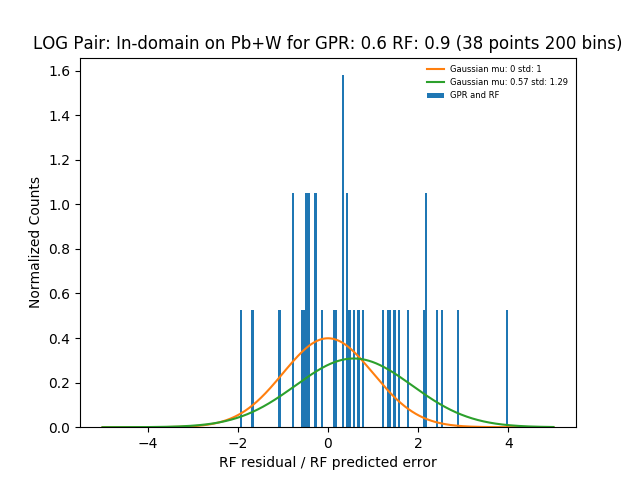 LOG Pair: In-domain on Pb+W for GPR: 0.6 RF: 0.9 (38 points 200 bins)
Gaussian mu: 0 std: 1
Gaussian mu: 0.57 std: 1.29
GPR and RF
Normalized Counts
1.6
1.4
1.2
1.0
0.8
0.6
0.4
0.2
0.0
−4 −2 0 2 4
RF residual / RF predicted error